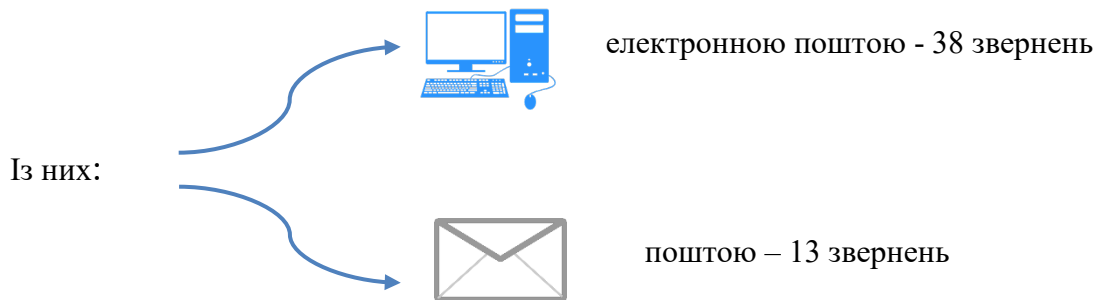 електронною поштою - 38 звернень
Із них:
поштою – 13 звернень